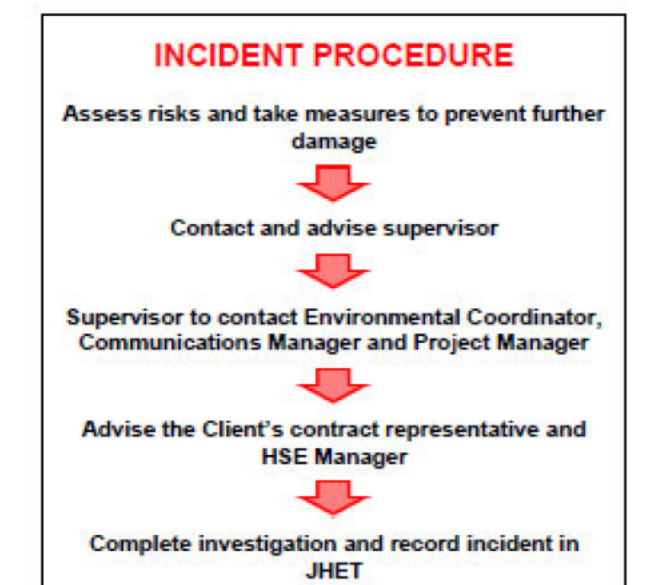 INCIDENT PROCEDURE
Assess risks and take measures to prevent further
damage
Contact and advise supervisor
Supervisor to contact Environmental Coordinator,
Communications Manager and Project Manager
Advise the Client's contract representative and
HSE Manager
Complete investigation and record incident in
JHET